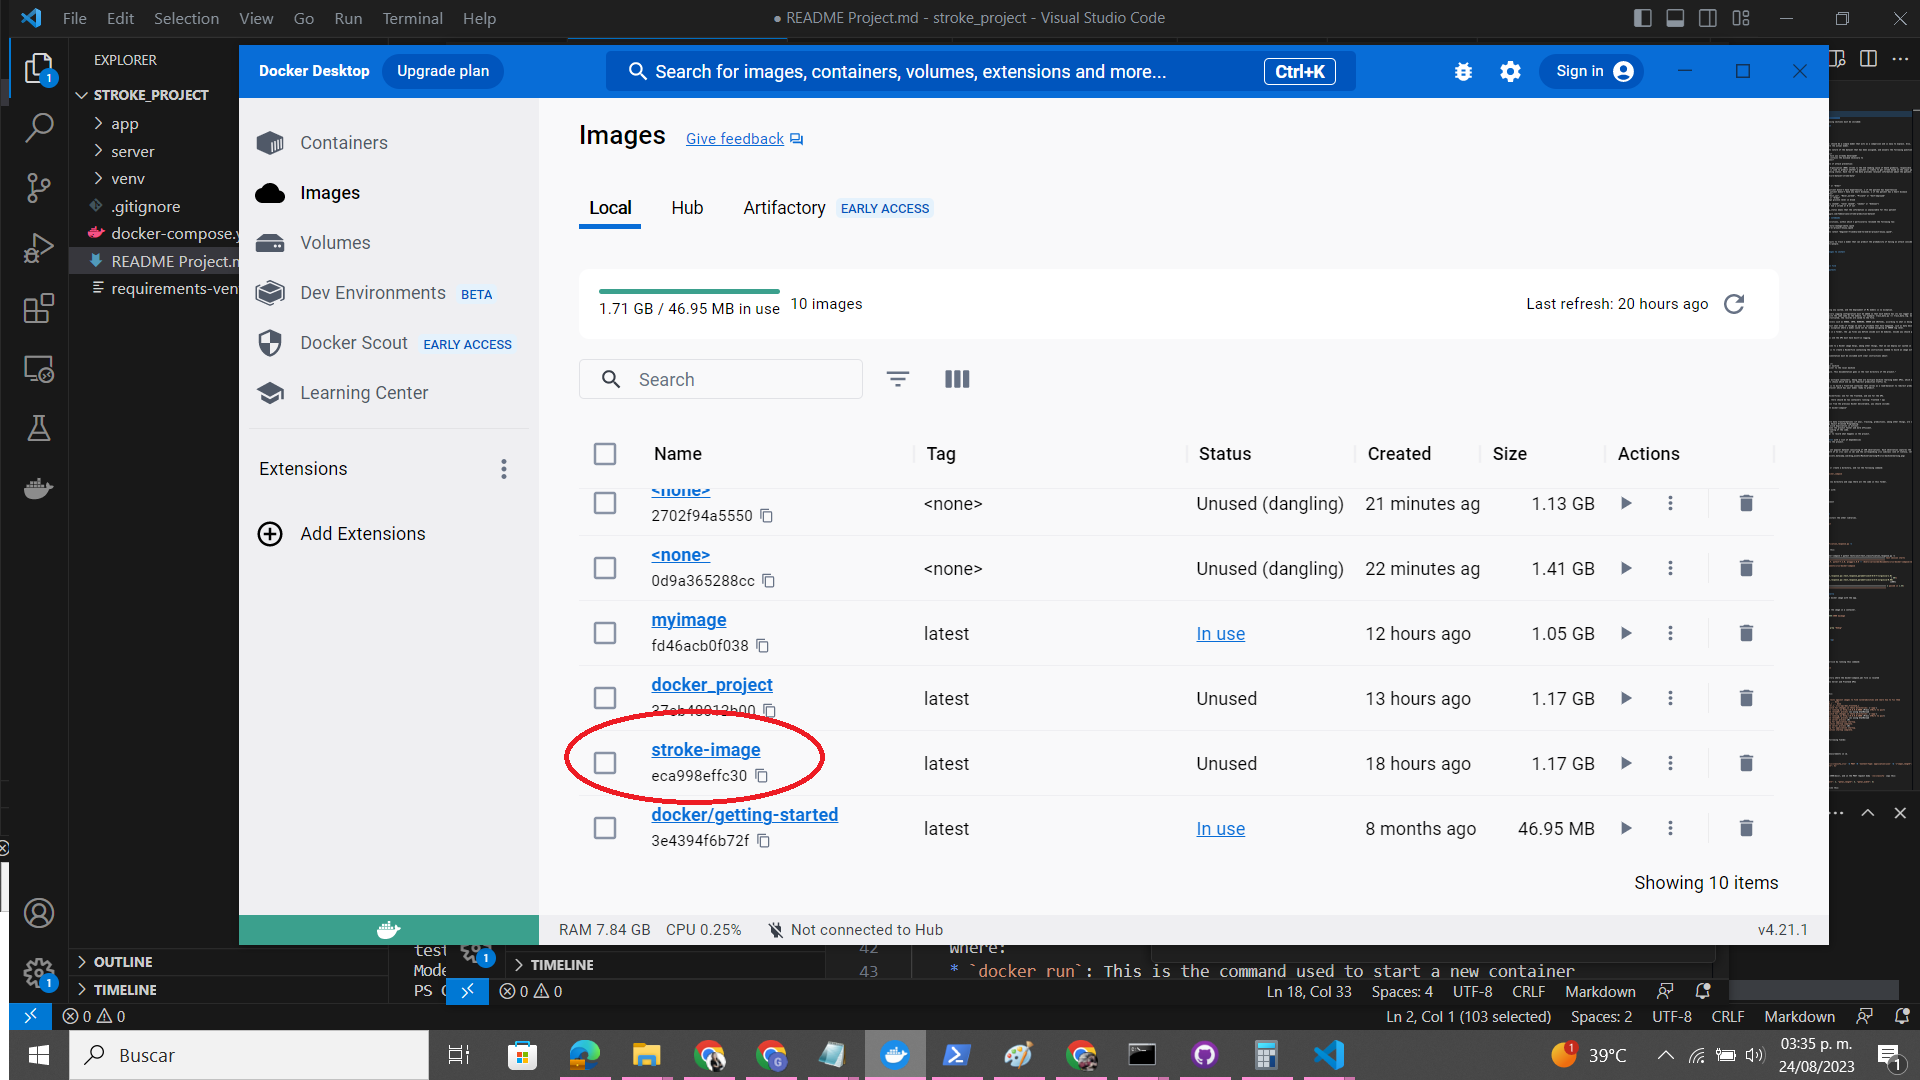 File Edit Selection View Go Run Terminal Help
● README Project.md - stroke_project - Visual Studio Code
EXPLORER
STROKE_PROJECT
app
server
venv
.gitignore
docker-compose.y
README Project.m
requirements-ven
OUTLINE
TIMELINE
1
1
Docker Desktop
Upgrade plan
Search for images, containers, volumes, extensions and more...
Ctrl+K
Sign in
Containers
Images
Volumes
Dev Environments BETA
Docker Scout EARLY ACCESS
Learning Center
Extensions
Add Extensions
Images
Give feedback
Local Hub Artifactory EARLY ACCESS
1.71 GB / 46.95 MB in use 10 images
Last refresh: 20 hours ago
Search
Name Tag Status Created Size Actions
<none>
2702f94a5550
<none> Unused (dangling) 21 minutes ag 1.13 GB
<none>
0d9a365288cc
<none> Unused (dangling) 22 minutes ag 1.41 GB
myimage
fd46acb0f038
latest In use 12 hours ago 1.05 GB
docker_project
latest Unused 13 hours ago 1.17 GB
stroke-image
eca998effc30
latest Unused 18 hours ago 1.17 GB
docker/getting-started
3e4394f6b72f
latest In use 8 months ago 46.95 MB
Showing 10 items
RAM 7.84 GB CPU 0.25% Not connected to Hub
v4.21.1
test
Mode
PS C
1
TIMELINE
42 where:
43 * `docker run`: This is the command used to start a new container
0 0
Ln 18, Col 33 Spaces: 4 UTF-8 CRLF Markdown
0 0
Ln 2, Col 1 (103 selected) Spaces: 2 UTF-8 CRLF Markdown
Buscar
1
39°C
03:35 p. m.
24/08/2023
1